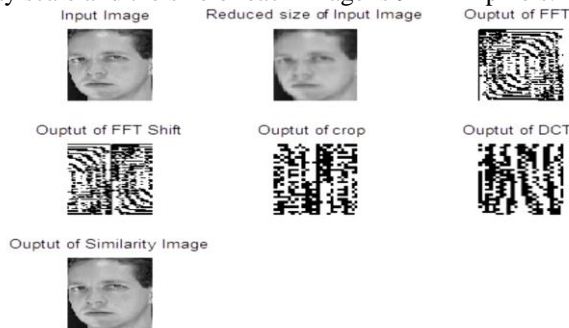 Input Image
Reduced size of Input Image
Ouptut of FFT
Ouptut of FFT Shift
Ouptut of crop
Ouptut of DCT
Ouptut of Similarity Image